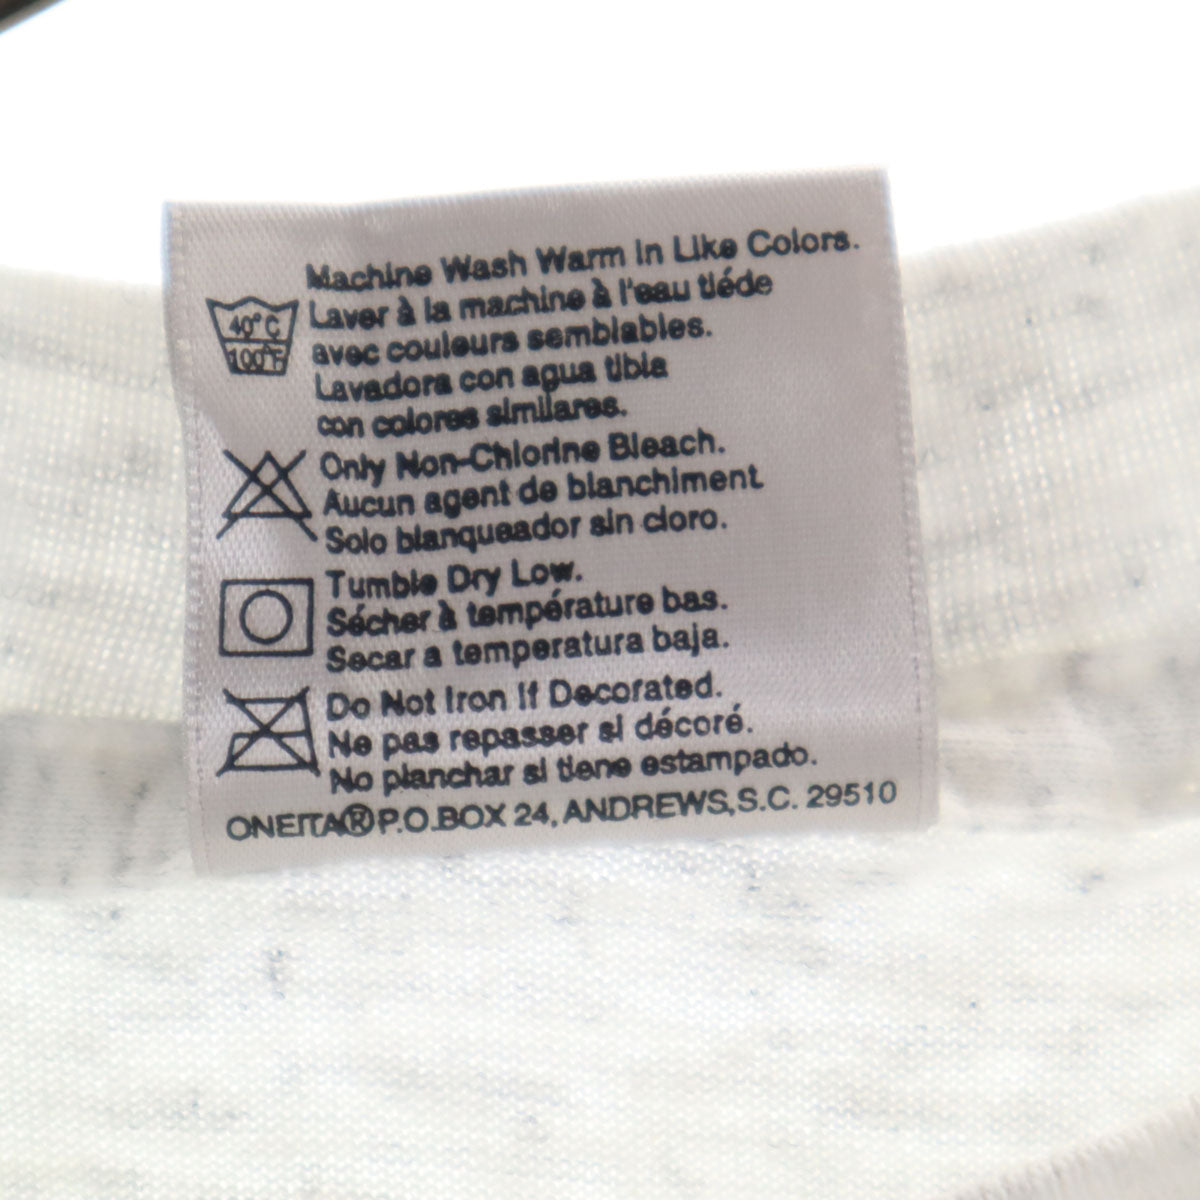 Machine Wash Warm In Like Colors.
Laver à la machine à l'eau tiéde
40°C
100°F
avec couleurs semblables.
Lavadora con agua tibia
con colores similares.
Only Non-Chlorine Bleach.
Aucun agent de blanchiment
Solo blanqueador sin cloro.
Tumble Dry Low.
Sécher à température bas.
Secar a temperatura baja.
Do Not Iron If Decorated.
Ne pas repasser si décoré.
No planchar si tiene estampado.
ONEITA® P.O.BOX 24, ANDREWS,S.C. 29510